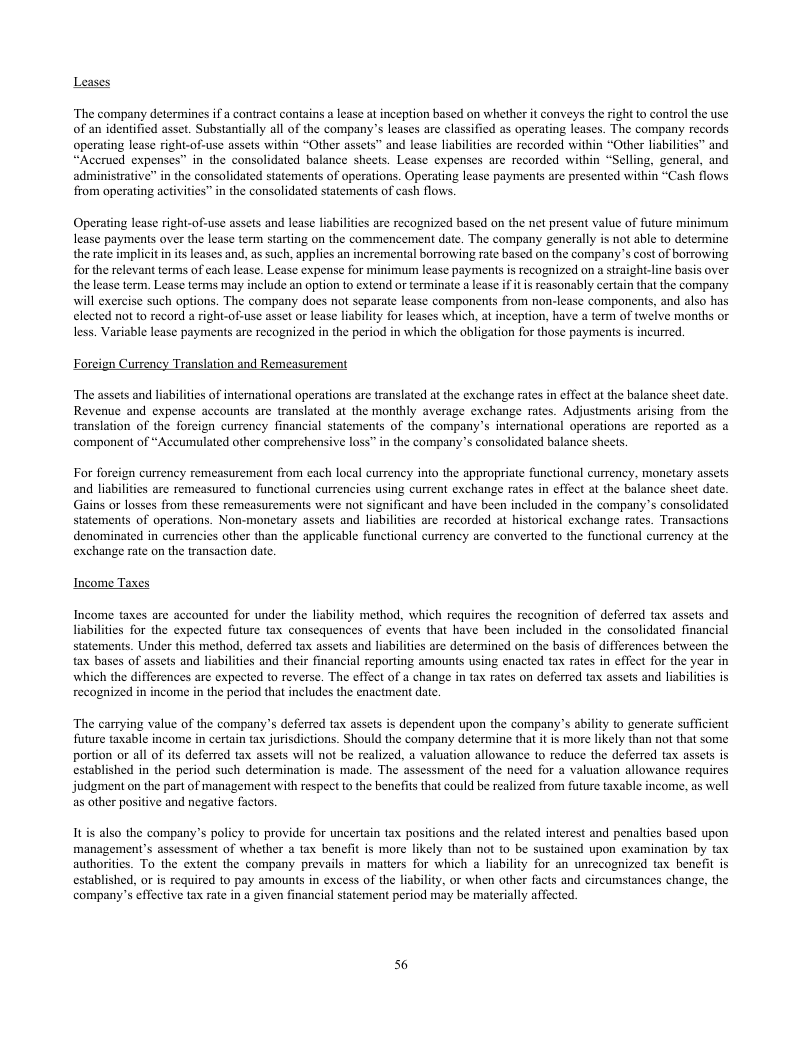 Leases
The company determines if a contract contains a lease at inception based on whether it conveys the right to control the use
of an identified asset. Substantially all of the company’s leases are classified as operating leases. The company records
operating lease right-of-use assets within “Other assets” and lease liabilities are recorded within “Other liabilities” and
“Accrued expenses” in the consolidated balance sheets. Lease expenses are recorded within “Selling, general, and
administrative” in the consolidated statements of operations. Operating lease payments are presented within “Cash flows
from operating activities” in the consolidated statements of cash flows.
Operating lease right-of-use assets and lease liabilities are recognized based on the net present value of future minimum
lease payments over the lease term starting on the commencement date. The company generally is not able to determine
the rate implicit in its leases and, as such, applies an incremental borrowing rate based on the company’s cost of borrowing
for the relevant terms of each lease. Lease expense for minimum lease payments is recognized on a straight-line basis over
the lease term. Lease terms may include an option to extend or terminate a lease if it is reasonably certain that the company
will exercise such options. The company does not separate lease components from non-lease components, and also has
elected not to record a right-of-use asset or lease liability for leases which, at inception, have a term of twelve months or
less. Variable lease payments are recognized in the period in which the obligation for those payments is incurred.
Foreign Currency Translation and Remeasurement
The assets and liabilities of international operations are translated at the exchange rates in effect at the balance sheet date.
Revenue and expense accounts are translated at the monthly average exchange rates. Adjustments arising from the
translation of the foreign currency financial statements of the company’s international operations are reported as a
component of “Accumulated other comprehensive loss” in the company’s consolidated balance sheets.
For foreign currency remeasurement from each local currency into the appropriate functional currency, monetary assets
and liabilities are remeasured to functional currencies using current exchange rates in effect at the balance sheet date.
Gains or losses from these remeasurements were not significant and have been included in the company’s consolidated
statements of operations. Non-monetary assets and liabilities are recorded at historical exchange rates. Transactions
denominated in currencies other than the applicable functional currency are converted to the functional currency at the
exchange rate on the transaction date.
Income Taxes
Income taxes are accounted for under the liability method, which requires the recognition of deferred tax assets and
liabilities for the expected future tax consequences of events that have been included in the consolidated financial
statements. Under this method, deferred tax assets and liabilities are determined on the basis of differences between the
tax bases of assets and liabilities and their financial reporting amounts using enacted tax rates in effect for the year in
which the differences are expected to reverse. The effect of a change in tax rates on deferred tax assets and liabilities is
recognized in income in the period that includes the enactment date.
The carrying value of the company’s deferred tax assets is dependent upon the company’s ability to generate sufficient
future taxable income in certain tax jurisdictions. Should the company determine that it is more likely than not that some
portion or all of its deferred tax assets will not be realized, a valuation allowance to reduce the deferred tax assets is
established in the period such determination is made. The assessment of the need for a valuation allowance requires
judgment on the part of management with respect to the benefits that could be realized from future taxable income, as well
as other positive and negative factors.
It is also the company’s policy to provide for uncertain tax positions and the related interest and penalties based upon
management’s assessment of whether a tax benefit is more likely than not to be sustained upon examination by tax
authorities. To the extent the company prevails in matters for which a liability for an unrecognized tax benefit is
established, or is required to pay amounts in excess of the liability, or when other facts and circumstances change, the
company’s effective tax rate in a given financial statement period may be materially affected.
56